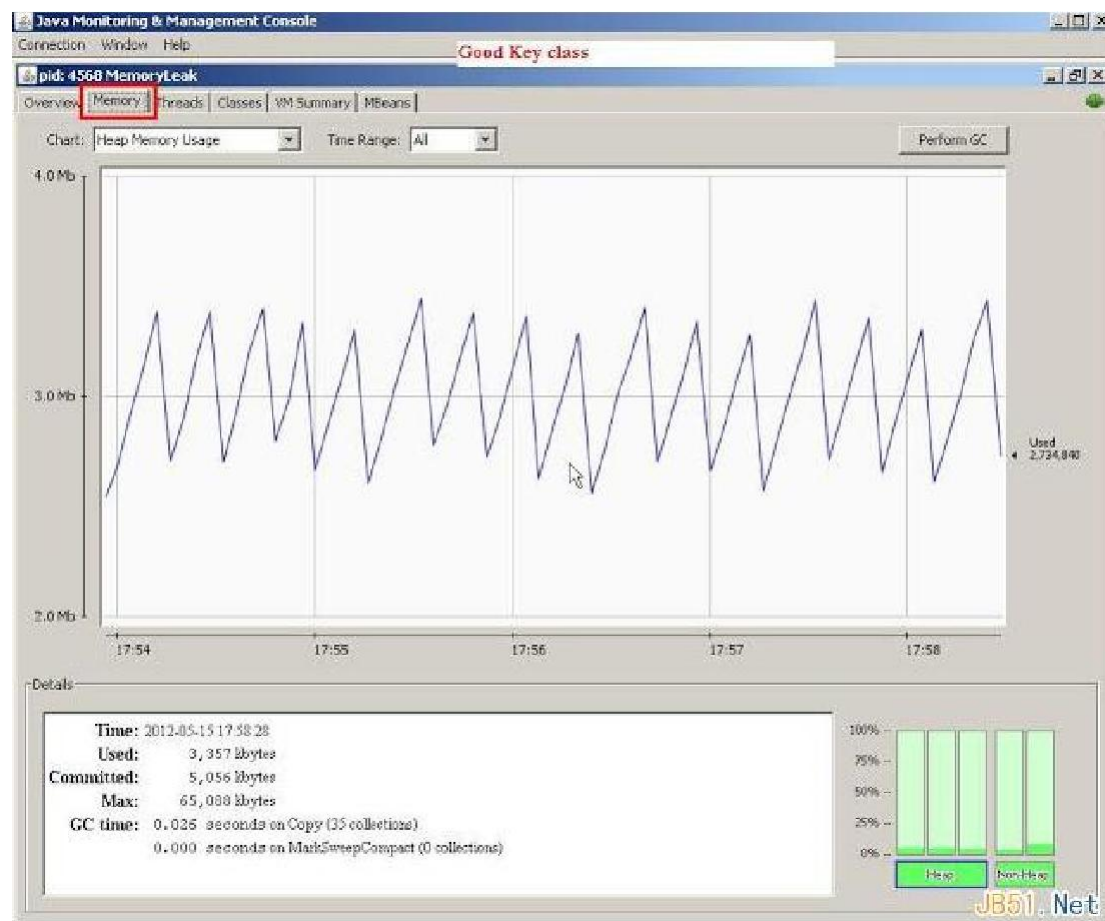 Java Monitoring & Management Console
Connection Window Help
Good Key class
pid: 4568 MemoryLeak
Overview Memory Threads Classes VM Summary MBeans
Chart: Heap Memory Usage Time Range: All Perform GC
4.0 Mb
3.0 Mb
Used
2,734,840
2.0 Mb
17:54 17:55 17:56 17:57 17:58
Details
Time: 2012-05-15 17:58:28
Used: 3,357 kbytes
Committed: 5,056 kbytes
Max: 65,088 kbytes
GC time: 0.026 seconds on Copy (35 collections)
0.000 seconds on MarkSweepCompact (0 collections)
100% --
75% --
50% --
25% --
0% --
Heap Non-Heap
JB51.Net